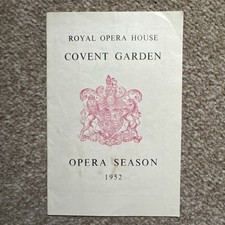 ROYAL OPERA HOUSE
COVENT GARDEN
OPERA SEASON
1952